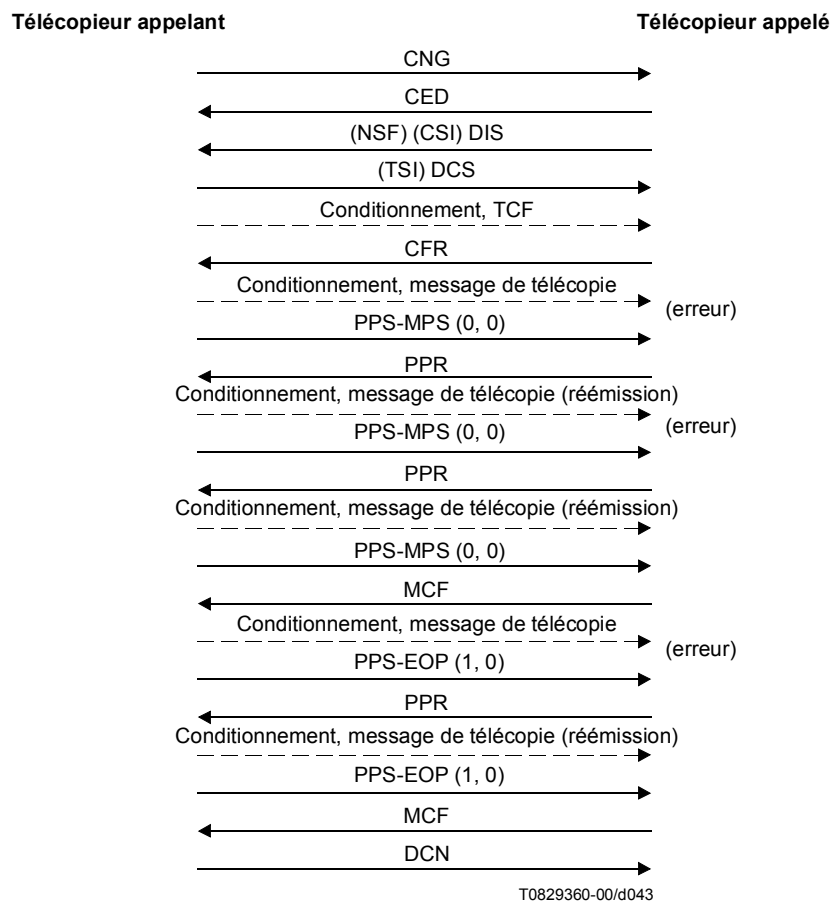 Télécopieur appelant Télécopieur appelé
CNG
CED
(NSF) (CSI) DIS
(TSI) DCS
Conditionnement, TCF
CFR
Conditionnement, message de télécopie
(erreur)
PPS-MPS (0, 0)
PPR
Conditionnement, message de télécopie (réémission)
(erreur)
PPS-MPS (0, 0)
PPR
Conditionnement, message de télécopie (réémission)
PPS-MPS (0, 0)
MCF
Conditionnement, message de télécopie
(erreur)
PPS-EOP (1, 0)
PPR
Conditionnement, message de télécopie (réémission)
PPS-EOP (1, 0)
MCF
DCN
T0829360-00/d043